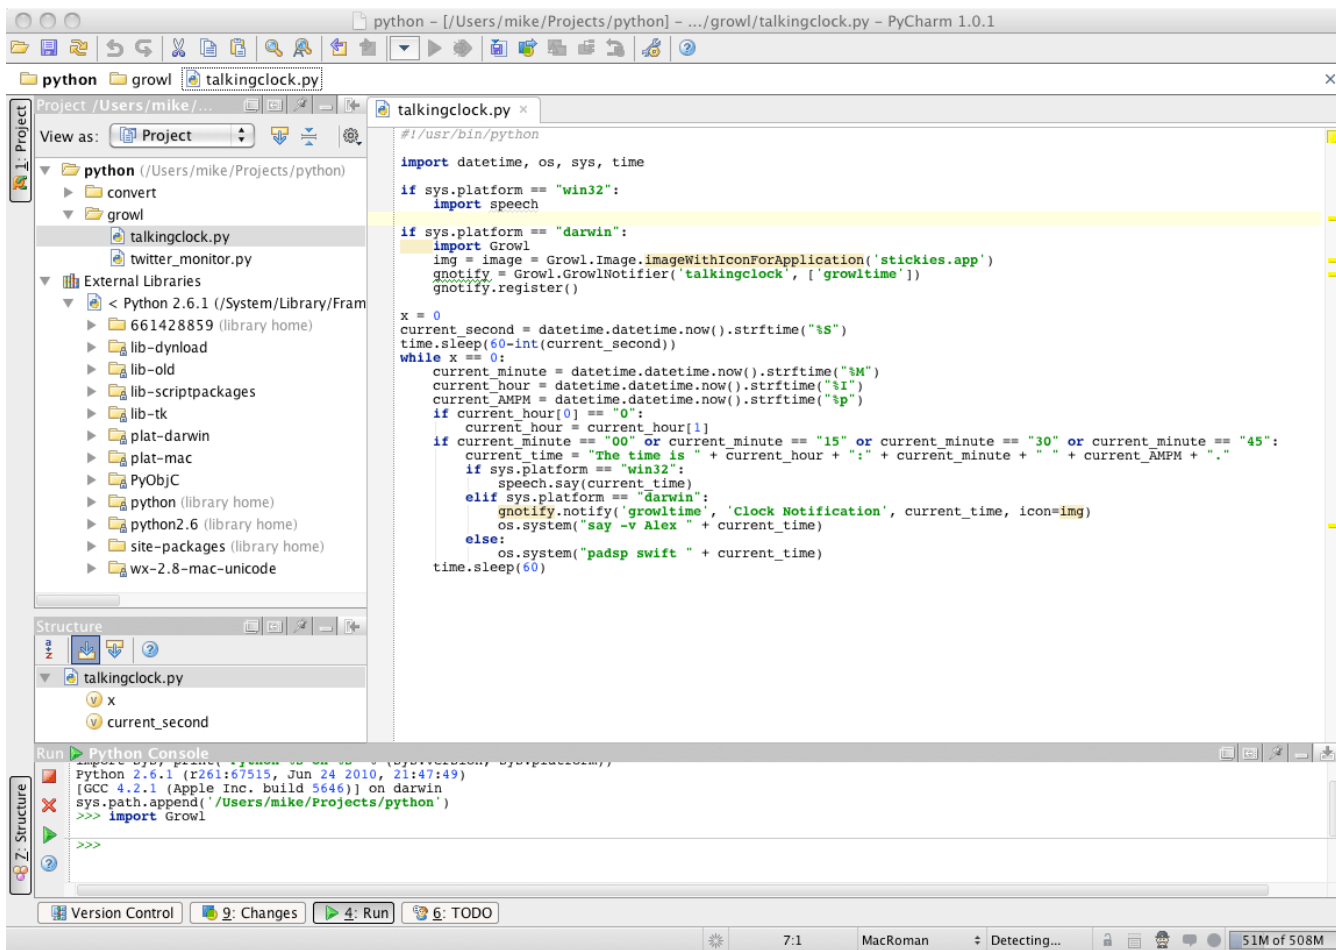 python – [/Users/mike/Projects/python] – .../growl/talkingclock.py – PyCharm 1.0.1
python growl talkingclock.py
1: Project
Project /Users/mike/...
View as: Project
python (/Users/mike/Projects/python)
convert
growl
talkingclock.py
twitter_monitor.py
External Libraries
< Python 2.6.1 (/System/Library/Fram
661428859 (library home)
lib-dynload
lib-old
lib-scriptpackages
lib-tk
plat-darwin
plat-mac
PyObjC
python (library home)
python2.6 (library home)
site-packages (library home)
wx-2.8-mac-unicode
talkingclock.py
#!/usr/bin/python
import datetime, os, sys, time
if sys.platform == "win32":
import speech
if sys.platform == "darwin":
import Growl
img = image = Growl.Image.imageWithIconForApplication('stickies.app')
gnotify = Growl.GrowlNotifier('talkingclock', ['growltime'])
gnotify.register()
x = 0
current_second = datetime.datetime.now().strftime("%S")
time.sleep(60-int(current_second))
while x == 0:
current_minute = datetime.datetime.now().strftime("%M")
current_hour = datetime.datetime.now().strftime("%I")
current_AMPM = datetime.datetime.now().strftime("%p")
if current_hour[0] == "0":
current_hour = current_hour[1]
if current_minute == "00" or current_minute == "15" or current_minute == "30" or current_minute == "45":
current_time = "The time is " + current_hour + ":" + current_minute + " " + current_AMPM + "."
if sys.platform == "win32":
speech.say(current_time)
elif sys.platform == "darwin":
gnotify.notify('growltime', 'Clock Notification', current_time, icon=img)
os.system("say -v Alex " + current_time)
else:
os.system("padsp swift " + current_time)
time.sleep(60)
Structure
a z
talkingclock.py
x
current_second
Z: Structure
Run Python Console
import sys; print('Python %s on %s' % (sys.version, sys.platform))
Python 2.6.1 (r261:67515, Jun 24 2010, 21:47:49)
[GCC 4.2.1 (Apple Inc. build 5646)] on darwin
sys.path.append('/Users/mike/Projects/python')
>>> import Growl
>>>
Version Control 9: Changes 4: Run 6: TODO
7:1 MacRoman Detecting... 51M of 508M